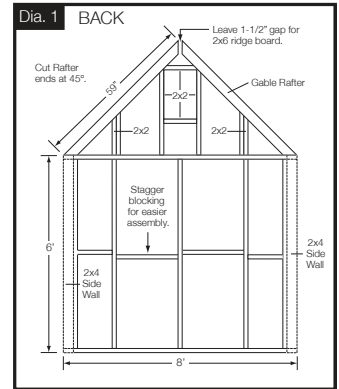 Dia. 1 BACK
Leave 1-1/2" gap for
2x6 ridge board.
Cut Rafter
ends at 45º.
59"
Gable Rafter
2x2
2x2
2x2
Stagger
blocking
for easier
assembly.
6'
2x4
Side
Wall
2x4
Side
Wall
8'